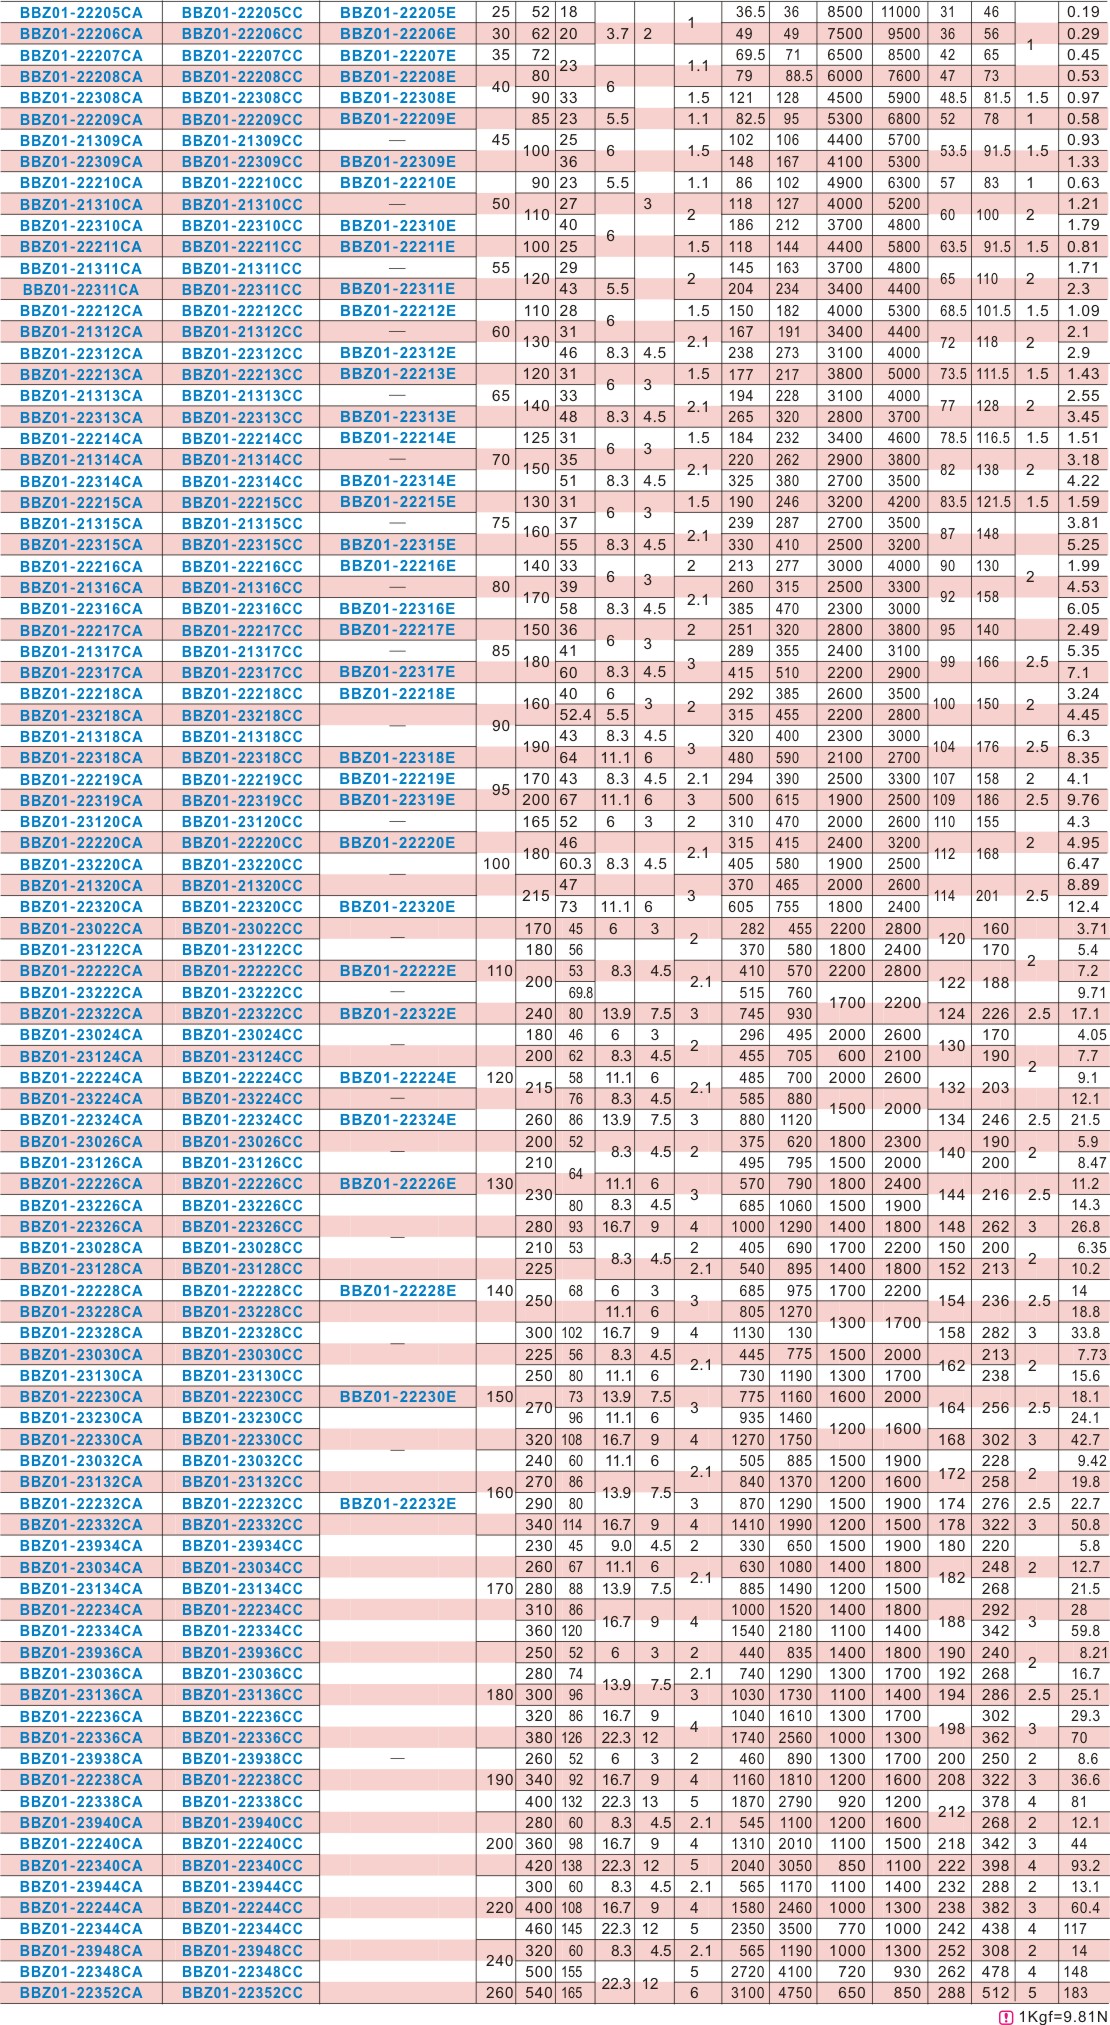 BBZ01-22205CA BBZ01-22205CC BBZ01-22205E 25 52 18 3.7 2 1 36.5 36 8500 11000 31 46 1 0.19
BBZ01-22206CA BBZ01-22206CC BBZ01-22206E 30 62 20 49 49 7500 9500 36 56 0.29
BBZ01-22207CA BBZ01-22207CC BBZ01-22207E 35 72 23 6 3 1.1 69.5 71 6500 8500 42 65 0.45
BBZ01-22208CA BBZ01-22208CC BBZ01-22208E 40 80 79 88.5 6000 7600 47 73 0.53
BBZ01-22308CA BBZ01-22308CC BBZ01-22308E 90 33 1.5 121 128 4500 5900 48.5 81.5 1.5 0.97
BBZ01-22209CA BBZ01-22209CC BBZ01-22209E 45 85 23 5.5 1.1 82.5 95 5300 6800 52 78 1 0.58
BBZ01-21309CA BBZ01-21309CC — 100 25 6 1.5 102 106 4400 5700 53.5 91.5 1.5 0.93
BBZ01-22309CA BBZ01-22309CC BBZ01-22309E 36 148 167 4100 5300 1.33
BBZ01-22210CA BBZ01-22210CC BBZ01-22210E 50 90 23 5.5 1.1 86 102 4900 6300 57 83 1 0.63
BBZ01-21310CA BBZ01-21310CC — 110 27 6 2 118 127 4000 5200 60 100 2 1.21
BBZ01-22310CA BBZ01-22310CC BBZ01-22310E 40 186 212 3700 4800 1.79
BBZ01-22211CA BBZ01-22211CC BBZ01-22211E 55 100 25 1.5 118 144 4400 5800 63.5 91.5 1.5 0.81
BBZ01-21311CA BBZ01-21311CC — 120 29 2 145 163 3700 4800 65 110 2 1.71
BBZ01-22311CA BBZ01-22311CC BBZ01-22311E 43 5.5 204 234 3400 4400 2.3
BBZ01-22212CA BBZ01-22212CC BBZ01-22212E 60 110 28 6 1.5 150 182 4000 5300 68.5 101.5 1.5 1.09
BBZ01-21312CA BBZ01-21312CC — 130 31 2.1 167 191 3400 4400 72 118 2 2.1
BBZ01-22312CA BBZ01-22312CC BBZ01-22312E 46 8.3 4.5 238 273 3100 4000 2.9
BBZ01-22213CA BBZ01-22213CC BBZ01-22213E 65 120 31 6 3 1.5 177 217 3800 5000 73.5 111.5 1.5 1.43
BBZ01-21313CA BBZ01-21313CC — 140 33 2.1 194 228 3100 4000 77 128 2 2.55
BBZ01-22313CA BBZ01-22313CC BBZ01-22313E 48 8.3 4.5 265 320 2800 3700 3.45
BBZ01-22214CA BBZ01-22214CC BBZ01-22214E 70 125 31 6 3 1.5 184 232 3400 4600 78.5 116.5 1.5 1.51
BBZ01-21314CA BBZ01-21314CC — 150 35 2.1 220 262 2900 3800 82 138 2 3.18
BBZ01-22314CA BBZ01-22314CC BBZ01-22314E 51 8.3 4.5 325 380 2700 3500 4.22
BBZ01-22215CA BBZ01-22215CC BBZ01-22215E 75 130 31 6 3 1.5 190 246 3200 4200 83.5 121.5 1.5 1.59
BBZ01-21315CA BBZ01-21315CC — 160 37 2.1 239 287 2700 3500 87 148 2 3.81
BBZ01-22315CA BBZ01-22315CC BBZ01-22315E 55 8.3 4.5 330 410 2500 3200 5.25
BBZ01-22216CA BBZ01-22216CC BBZ01-22216E 80 140 33 6 3 2 213 277 3000 4000 90 130 1.99
BBZ01-21316CA BBZ01-21316CC — 170 39 2.1 260 315 2500 3300 92 158 4.53
BBZ01-22316CA BBZ01-22316CC BBZ01-22316E 58 8.3 4.5 385 470 2300 3000 6.05
BBZ01-22217CA BBZ01-22217CC BBZ01-22217E 85 150 36 6 3 2 251 320 2800 3800 95 140 2.49
BBZ01-21317CA BBZ01-21317CC — 180 41 3 289 355 2400 3100 99 166 2.5 5.35
BBZ01-22317CA BBZ01-22317CC BBZ01-22317E 60 8.3 4.5 415 510 2200 2900 7.1
BBZ01-22218CA BBZ01-22218CC BBZ01-22218E 90 160 40 6 3 2 292 385 2600 3500 100 150 2 3.24
BBZ01-23218CA BBZ01-23218CC — 52.4 5.5 315 455 2200 2800 4.45
BBZ01-21318CA BBZ01-21318CC 190 43 8.3 4.5 3 320 400 2300 3000 104 176 2.5 6.3
BBZ01-22318CA BBZ01-22318CC BBZ01-22318E 64 11.1 6 480 590 2100 2700 8.35
BBZ01-22219CA BBZ01-22219CC BBZ01-22219E 95 170 43 8.3 4.5 2.1 294 390 2500 3300 107 158 2 4.1
BBZ01-22319CA BBZ01-22319CC BBZ01-22319E 200 67 11.1 6 3 500 615 1900 2500 109 186 2.5 9.76
BBZ01-23120CA BBZ01-23120CC — 100 165 52 6 3 2 310 470 2000 2600 110 155 2 4.3
BBZ01-22220CA BBZ01-22220CC BBZ01-22220E 180 46 8.3 4.5 2.1 315 415 2400 3200 112 168 4.95
BBZ01-23220CA BBZ01-23220CC — 60.3 405 580 1900 2500 6.47
BBZ01-21320CA BBZ01-21320CC 215 47 3 370 465 2000 2600 114 201 2.5 8.89
BBZ01-22320CA BBZ01-22320CC BBZ01-22320E 73 11.1 6 605 755 1800 2400 12.4
BBZ01-23022CA BBZ01-23022CC — 110 170 45 6 3 2 282 455 2200 2800 120 160 2 3.71
BBZ01-23122CA BBZ01-23122CC 180 56 8.3 4.5 370 580 1800 2400 170 5.4
BBZ01-22222CA BBZ01-22222CC BBZ01-22222E 200 53 2.1 410 570 2200 2800 122 188 7.2
BBZ01-23222CA BBZ01-23222CC — 69.8 515 760 1700 2200 9.71
BBZ01-22322CA BBZ01-22322CC BBZ01-22322E 240 80 13.9 7.5 3 745 930 124 226 2.5 17.1
BBZ01-23024CA BBZ01-23024CC — 120 180 46 6 3 2 296 495 2000 2600 130 170 2 4.05
BBZ01-23124CA BBZ01-23124CC 200 62 8.3 4.5 455 705 600 2100 190 7.7
BBZ01-22224CA BBZ01-22224CC BBZ01-22224E 215 58 11.1 6 2.1 485 700 2000 2600 132 203 9.1
BBZ01-23224CA BBZ01-23224CC — 76 8.3 4.5 585 880 1500 2000 12.1
BBZ01-22324CA BBZ01-22324CC BBZ01-22324E 260 86 13.9 7.5 3 880 1120 134 246 2.5 21.5
BBZ01-23026CA BBZ01-23026CC — 130 200 52 8.3 4.5 2 375 620 1800 2300 140 190 2 5.9
BBZ01-23126CA BBZ01-23126CC 210 64 495 795 1500 2000 200 8.47
BBZ01-22226CA BBZ01-22226CC BBZ01-22226E 230 11.1 6 3 570 790 1800 2400 144 216 2.5 11.2
BBZ01-23226CA BBZ01-23226CC — 80 8.3 4.5 685 1060 1500 1900 14.3
BBZ01-22326CA BBZ01-22326CC 280 93 16.7 9 4 1000 1290 1400 1800 148 262 3 26.8
BBZ01-23028CA BBZ01-23028CC 140 210 53 8.3 4.5 2 405 690 1700 2200 150 200 2 6.35
BBZ01-23128CA BBZ01-23128CC 225 68 2.1 540 895 1400 1800 152 213 10.2
BBZ01-22228CA BBZ01-22228CC BBZ01-22228E 250 6 3 3 685 975 1700 2200 154 236 2.5 14
BBZ01-23228CA BBZ01-23228CC — 11.1 6 805 1270 1300 1700 18.8
BBZ01-22328CA BBZ01-22328CC 300 102 16.7 9 4 1130 130 158 282 3 33.8
BBZ01-23030CA BBZ01-23030CC 150 225 56 8.3 4.5 2.1 445 775 1500 2000 162 213 2 7.73
BBZ01-23130CA BBZ01-23130CC 250 80 11.1 6 730 1190 1300 1700 238 15.6
BBZ01-22230CA BBZ01-22230CC BBZ01-22230E 270 73 13.9 7.5 3 775 1160 1600 2000 164 256 2.5 18.1
BBZ01-23230CA BBZ01-23230CC — 96 11.1 6 935 1460 1200 1600 24.1
BBZ01-22330CA BBZ01-22330CC 320 108 16.7 9 4 1270 1750 168 302 3 42.7
BBZ01-23032CA BBZ01-23032CC 160 240 60 11.1 6 2.1 505 885 1500 1900 172 228 2 9.42
BBZ01-23132CA BBZ01-23132CC 270 86 13.9 7.5 840 1370 1200 1600 258 19.8
BBZ01-22232CA BBZ01-22232CC BBZ01-22232E 290 80 3 870 1290 1500 1900 174 276 2.5 22.7
BBZ01-22332CA BBZ01-22332CC 340 114 16.7 9 4 1410 1990 1200 1500 178 322 3 50.8
BBZ01-23934CA BBZ01-23934CC 170 230 45 9.0 4.5 2 330 650 1500 1900 180 220 2 5.8
BBZ01-23034CA BBZ01-23034CC 260 67 11.1 6 2.1 630 1080 1400 1800 182 248 12.7
BBZ01-23134CA BBZ01-23134CC 280 88 13.9 7.5 885 1490 1200 1500 268 21.5
BBZ01-22234CA BBZ01-22234CC 310 86 16.7 9 4 1000 1520 1400 1800 188 292 3 28
BBZ01-22334CA BBZ01-22334CC 360 120 1540 2180 1100 1400 342 59.8
BBZ01-23936CA BBZ01-23936CC 180 250 52 6 3 2 440 835 1400 1800 190 240 2 8.21
BBZ01-23036CA BBZ01-23036CC 280 74 13.9 7.5 2.1 740 1290 1300 1700 192 268 16.7
BBZ01-23136CA BBZ01-23136CC 300 96 3 1030 1730 1100 1400 194 286 2.5 25.1
BBZ01-22236CA BBZ01-22236CC 320 86 16.7 9 4 1040 1610 1300 1700 198 302 3 29.3
BBZ01-22336CA BBZ01-22336CC 380 126 22.3 12 1740 2560 1000 1300 362 70
BBZ01-23938CA BBZ01-23938CC — 190 260 52 6 3 2 460 890 1300 1700 200 250 2 8.6
BBZ01-22238CA BBZ01-22238CC 340 92 16.7 9 4 1160 1810 1200 1600 208 322 3 36.6
BBZ01-22338CA BBZ01-22338CC 400 132 22.3 13 5 1870 2790 920 1200 212 378 4 81
BBZ01-23940CA BBZ01-23940CC 200 280 60 8.3 4.5 2.1 545 1100 1200 1600 268 2 12.1
BBZ01-22240CA BBZ01-22240CC 360 98 16.7 9 4 1310 2010 1100 1500 218 342 3 44
BBZ01-22340CA BBZ01-22340CC 420 138 22.3 12 5 2040 3050 850 1100 222 398 4 93.2
BBZ01-23944CA BBZ01-23944CC 220 300 60 8.3 4.5 2.1 565 1170 1100 1400 232 288 2 13.1
BBZ01-22244CA BBZ01-22244CC 400 108 16.7 9 4 1580 2460 1000 1300 238 382 3 60.4
BBZ01-22344CA BBZ01-22344CC 460 145 22.3 12 5 2350 3500 770 1000 242 438 4 117
BBZ01-23948CA BBZ01-23948CC 240 320 60 8.3 4.5 2.1 565 1190 1000 1300 252 308 2 14
BBZ01-22348CA BBZ01-22348CC 500 155 22.3 12 5 2720 4100 720 930 262 478 4 148
BBZ01-22352CA BBZ01-22352CC 260 540 165 6 3100 4750 650 850 288 512 5 183
! 1Kgf=9.81N